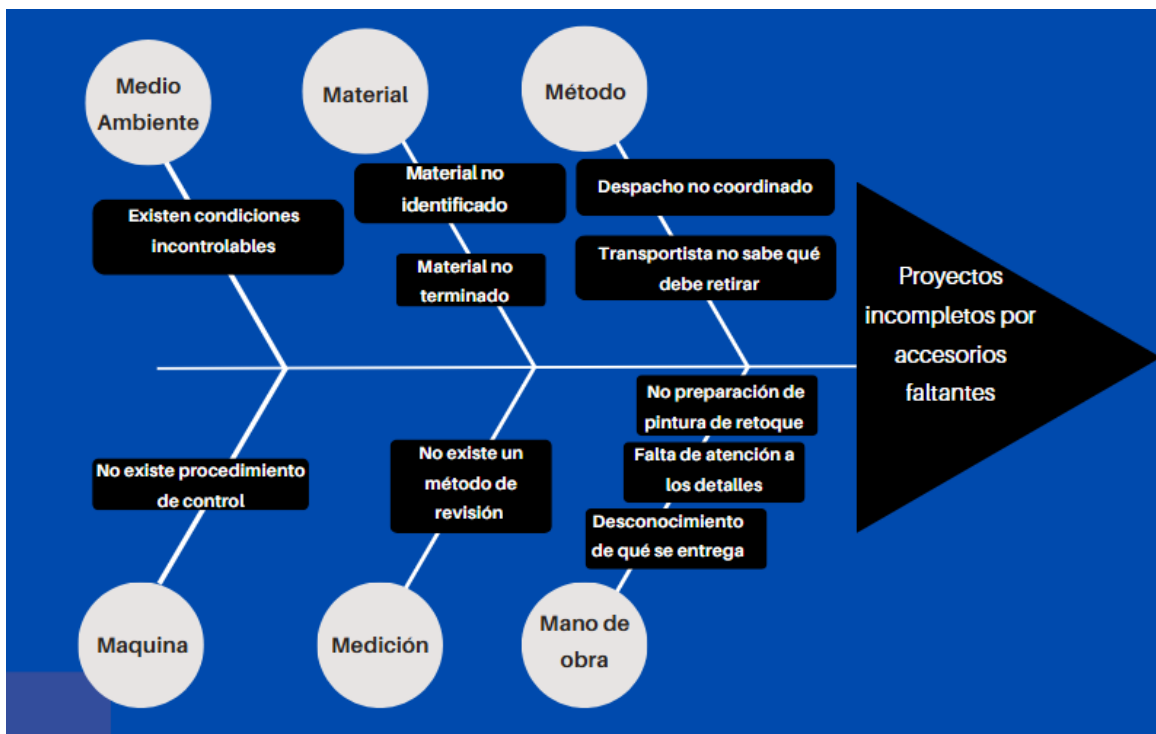 Medio
Ambiente
Material
Método
Existen condiciones
incontrolables
Material no
identificado
Material no
terminado
Despacho no coordinado
Transportista no sabe qué
debe retirar
Proyectos
incompletos por
accesorios
faltantes
No existe procedimiento
de control
No existe un
método de
revisión
No preparación de
pintura de retoque
Falta de atención a
los detalles
Desconocimiento
de qué se entrega
Maquina
Medición
Mano de
obra